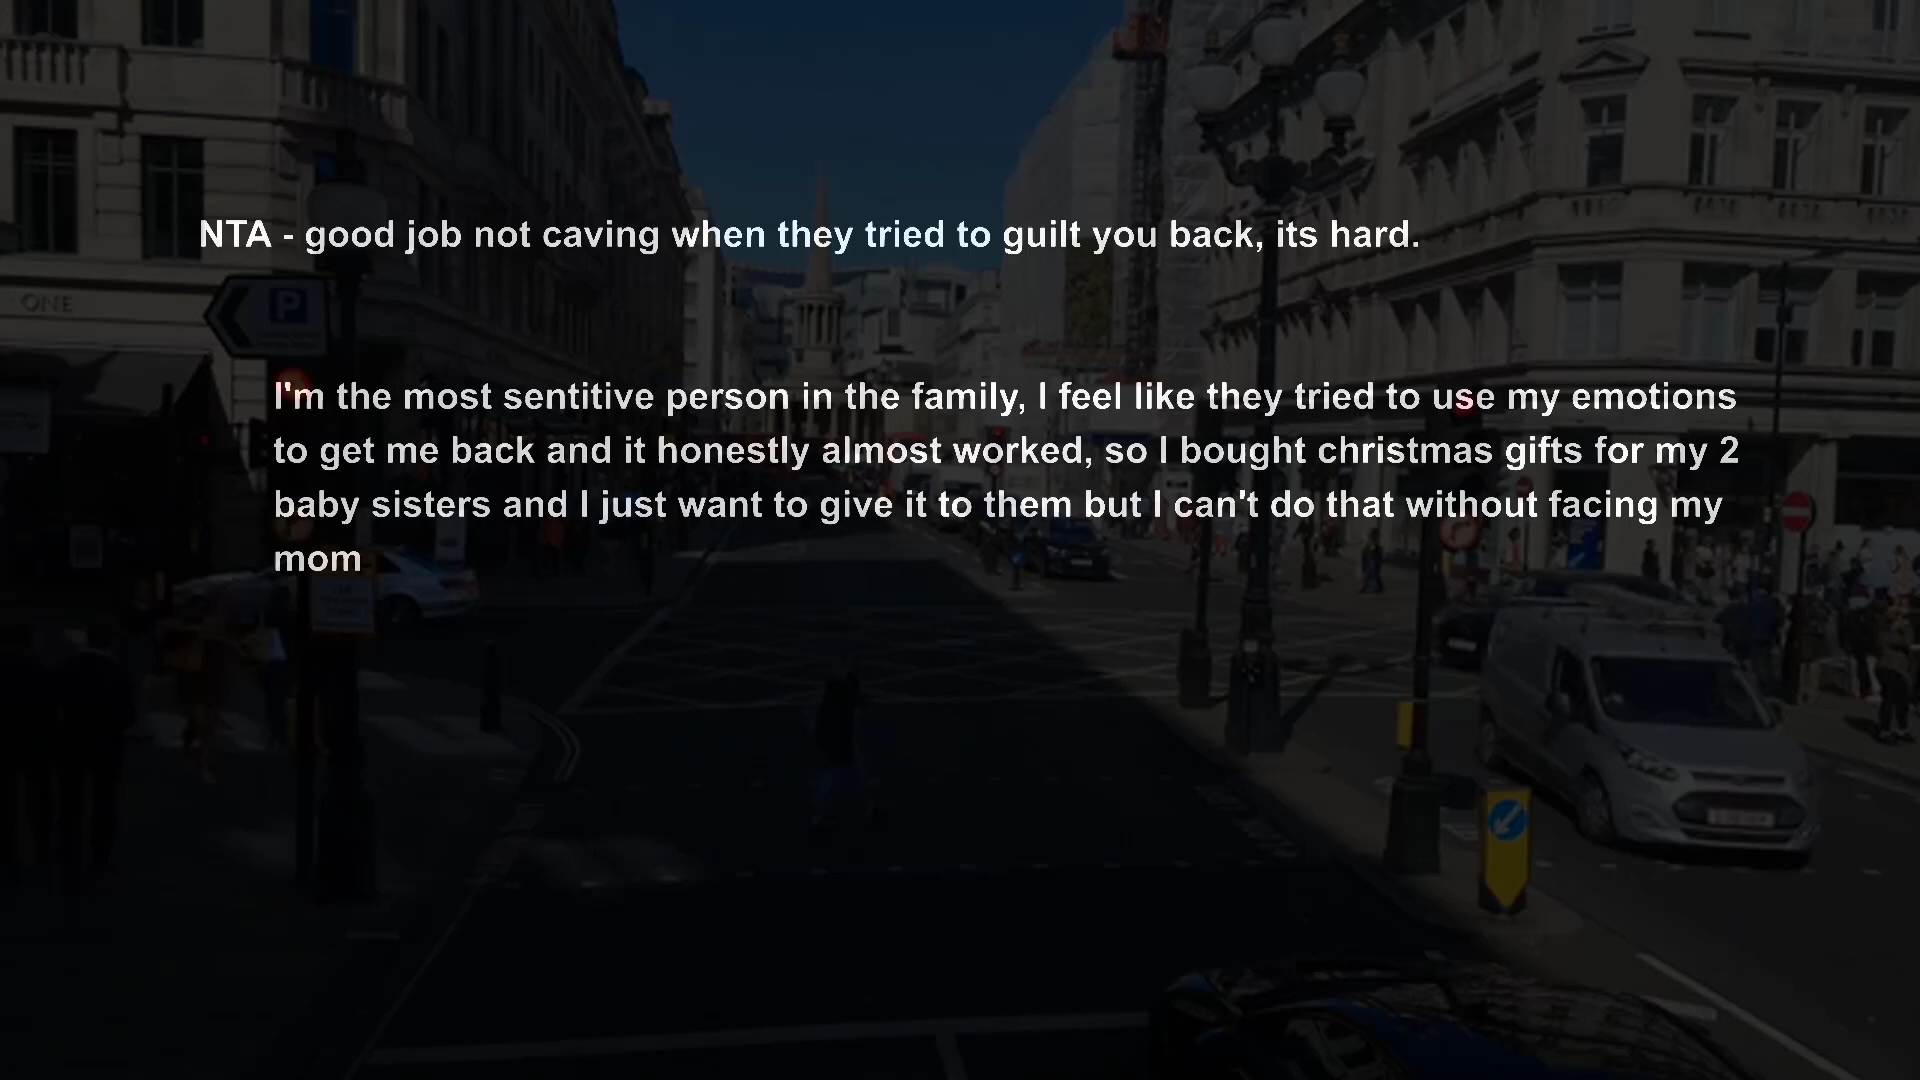 NTA - good job not caving when they tried to guilt you back, its hard.
ONE
P
I'm the most sentitive person in the family, I feel like they tried to use my emotions
to get me back and it honestly almost worked, so I bought christmas gifts for my 2
baby sisters and I just want to give it to them but I can't do that without facing my
mom